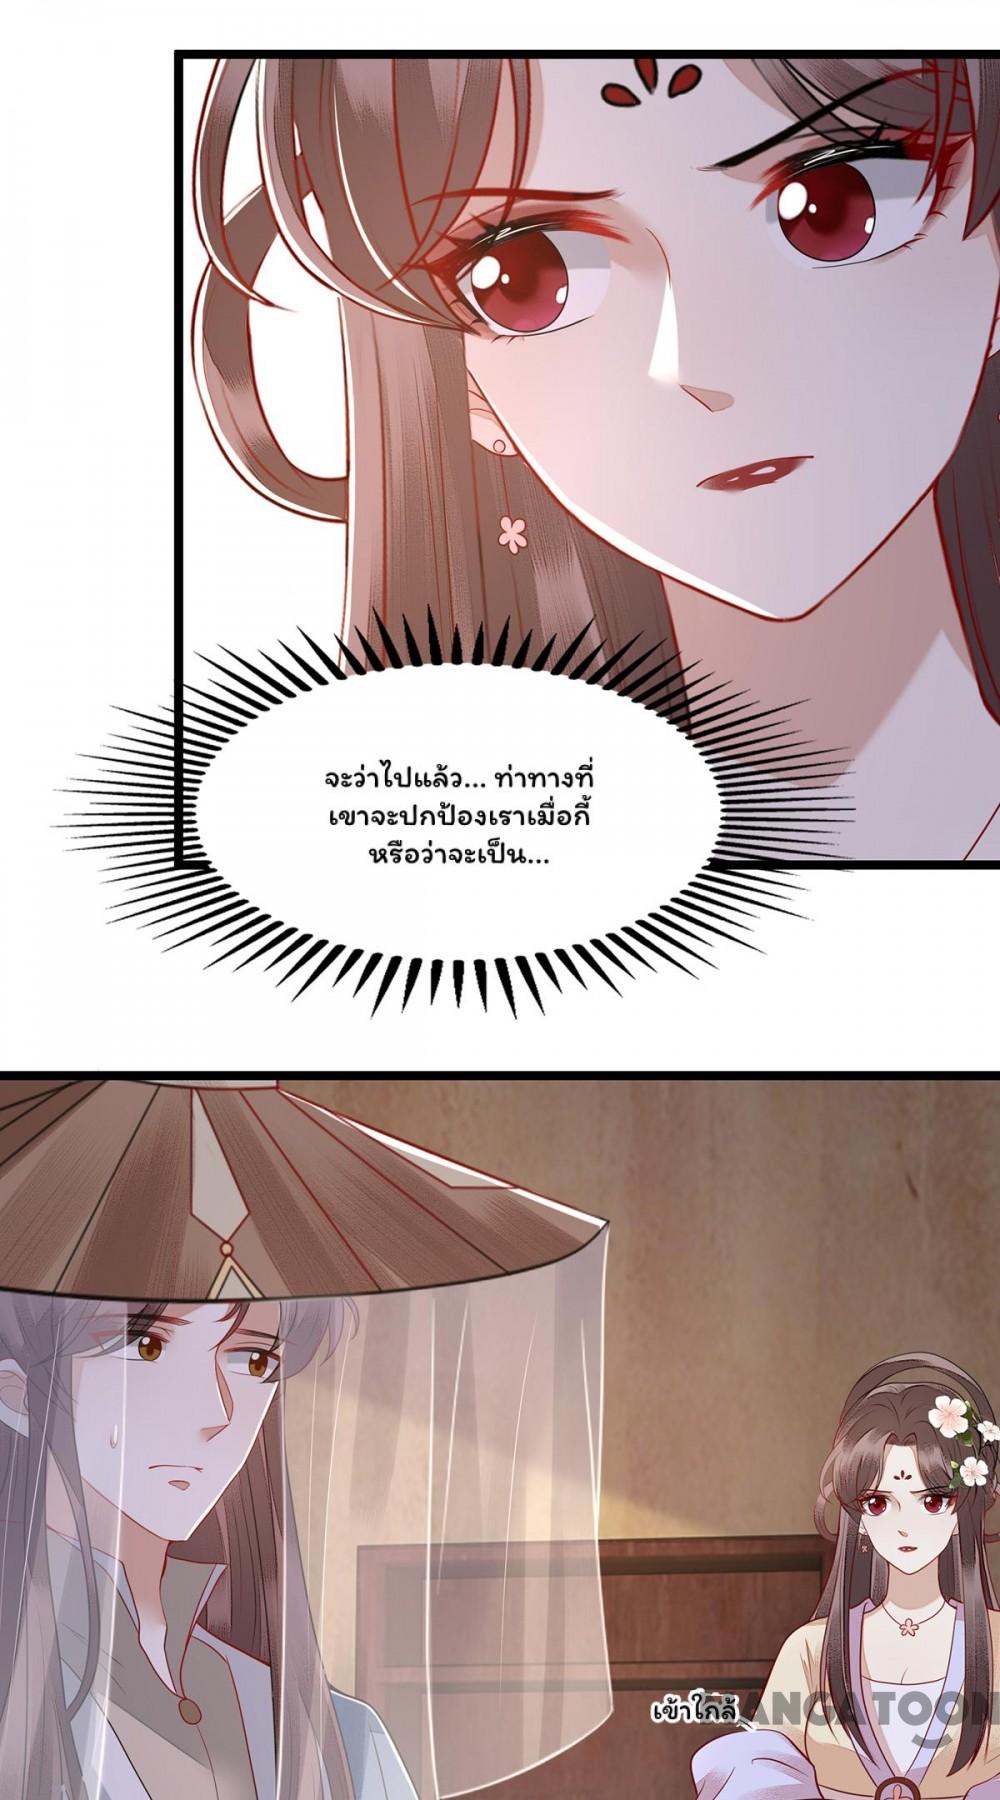 จะว่าไปแล้ว... ท่าทางที่
เขาจะปกป้องเราเมื่อกี้
หรือว่าจะเป็น...
เข้าใกล้
MANGATOON